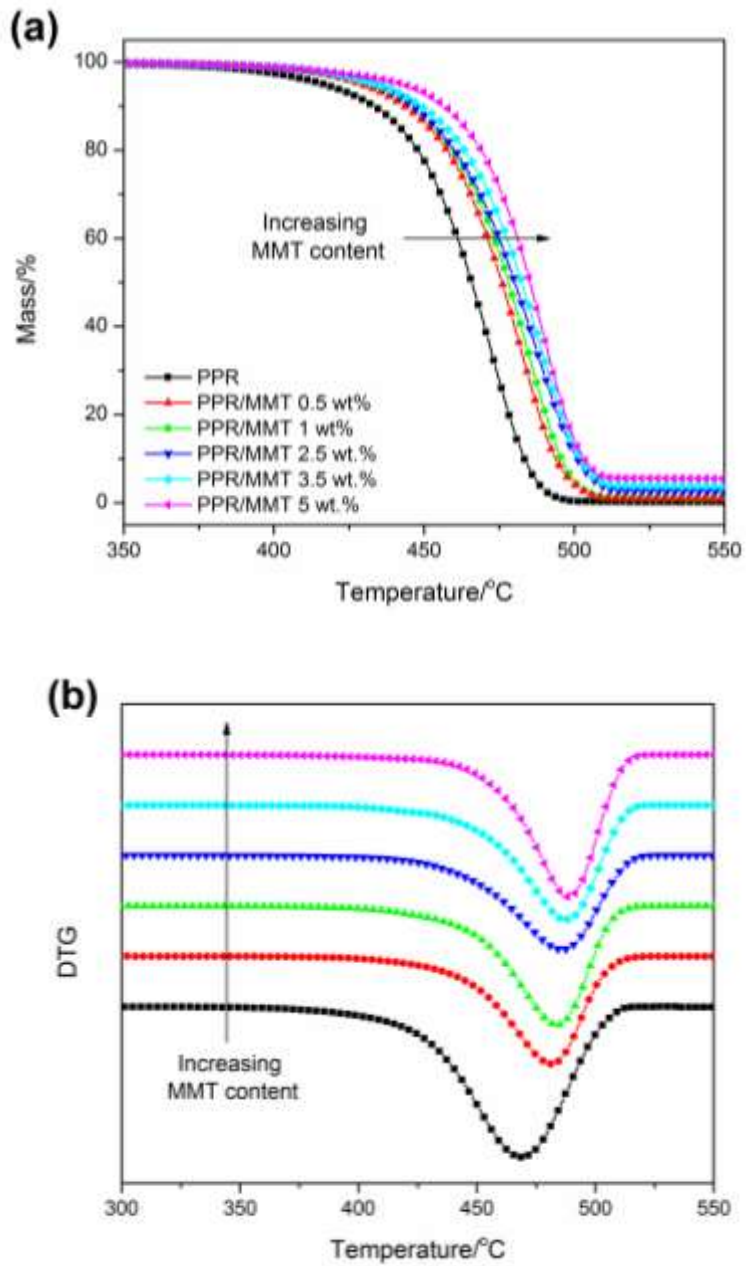 (a)
100
80
60
40
20
0
Mass/%
Increasing
MMT content
PPR
PPR/MMT 0.5 wt%
PPR/MMT 1 wt%
PPR/MMT 2.5 wt.%
PPR/MMT 3.5 wt.%
PPR/MMT 5 wt.%
350 400 450 500 550
Temperature/°C
(b)
DTG
Increasing
MMT content
300 350 400 450 500 550
Temperature/°C